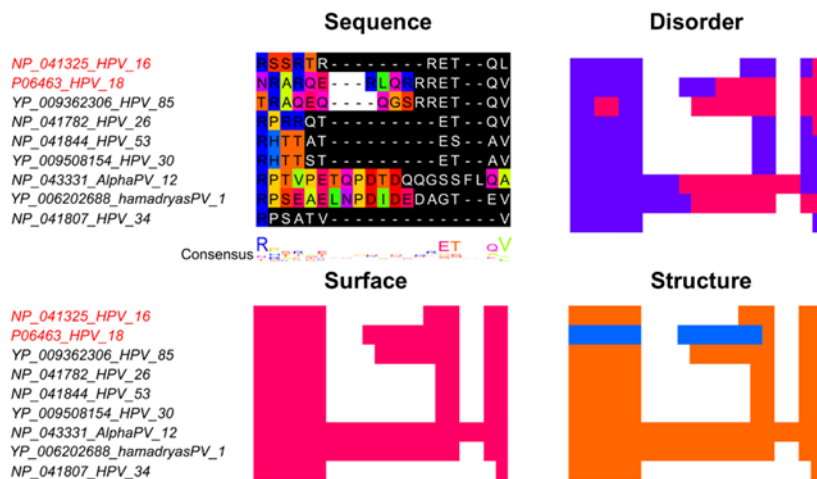 Sequence
Disorder
NP_041325_HPV_16 RSSRTR--------RET--QL
P06463_HPV_18 NRARQE---RLQRRRET--QV
YP_009362306_HPV_85 TRAQEQ----QGSRRET--QV
NP_041782_HPV_26 RPRRQT---------ET--QV
NP_041844_HPV_53 RHTTAT---------ES--AV
YP_009508154_HPV_30 RHTTST---------ET--AV
NP_043331_AlphaPV_12 RPTVPETQPDTDQQGSSFLQA
YP_006202688_hamadryasPV_1 RPSEAELNPDIDEDAGT--EV
NP_041807_HPV_34 RPSATV--------------V
Consensus R ET QV
Surface
Structure
NP_041325_HPV_16
P06463_HPV_18
YP_009362306_HPV_85
NP_041782_HPV_26
NP_041844_HPV_53
YP_009508154_HPV_30
NP_043331_AlphaPV_12
YP_006202688_hamadryasPV_1
NP_041807_HPV_34